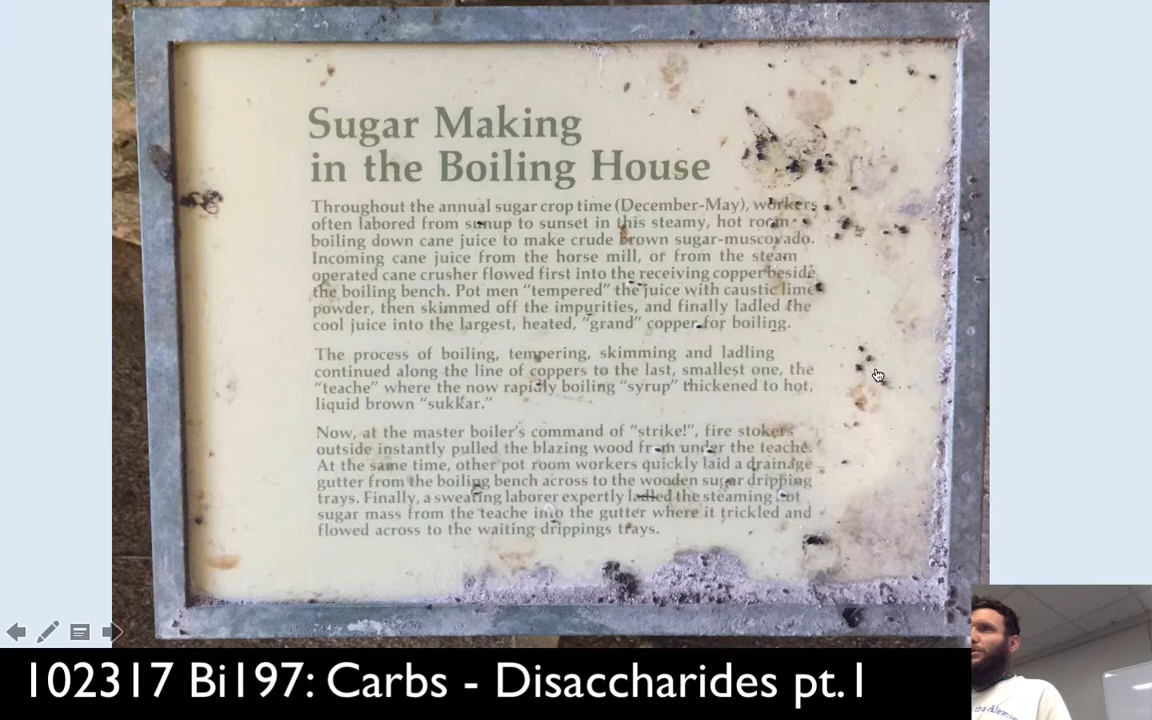 Sugar Making
in the Boiling House
Throughout the annual sugar crop time (December-May), workers
often labored from sunup to sunset in this steamy, hot room
boiling down cane juice to make crude brown sugar-muscovado.
Incoming cane juice from the horse mill, or from the steam
operated cane crusher flowed first into the receiving copper beside
the boiling bench. Pot men “tempered” the juice with caustic lime
powder, then skimmed off the impurities, and finally ladled the
cool juice into the largest, heated, “grand” copper for boiling.
The process of boiling, tempering, skimming and ladling
continued along the line of coppers to the last, smallest one, the
“teache” where the now rapidly boiling “syrup” thickened to hot,
liquid brown “sukkar.”
Now, at the master boiler’s command of “strike!”, fire stokers
outside instantly pulled the blazing wood from under the teache.
At the same time, other pot room workers quickly laid a drainage
gutter from the boiling bench across to the wooden sugar dripping
trays. Finally, a sweating laborer expertly ladled the steaming hot
sugar mass from the teache into the gutter where it trickled and
flowed across to the waiting drippings trays.
102317 Bi197: Carbs - Disaccharides pt.1